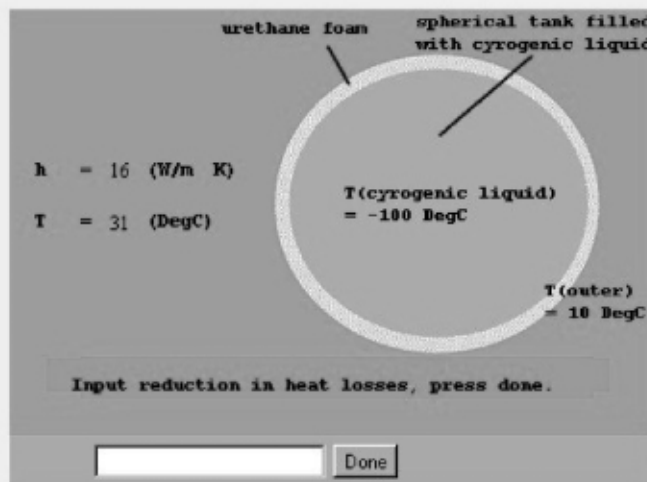 urethane foam
spherical tank filled
with cyrogenic liquid
h = 16 (W/m K)
T = 31 (DegC)
T(cyrogenic liquid)
= -100 DegC
T(outer)
= 10 DegC
Input reduction in heat losses, press done.
Done